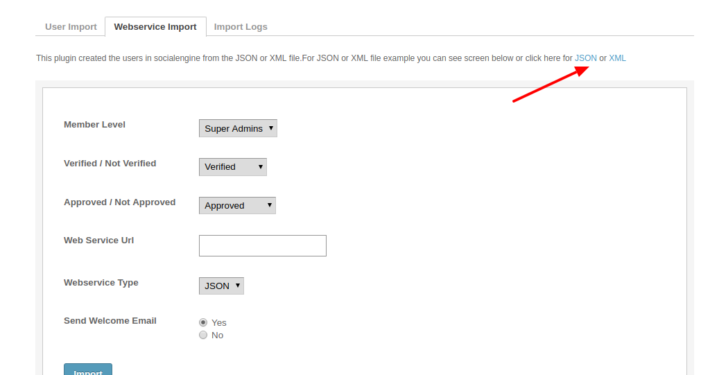 User Import Webservice Import Import Logs
This plugin created the users in socialengine from the JSON or XML file.For JSON or XML file example you can see screen below or click here for JSON or XML
Member Level Super Admins
Verified / Not Verified Verified
Approved / Not Approved Approved
Web Service Url
Webservice Type JSON
Send Welcome Email Yes
No
Import